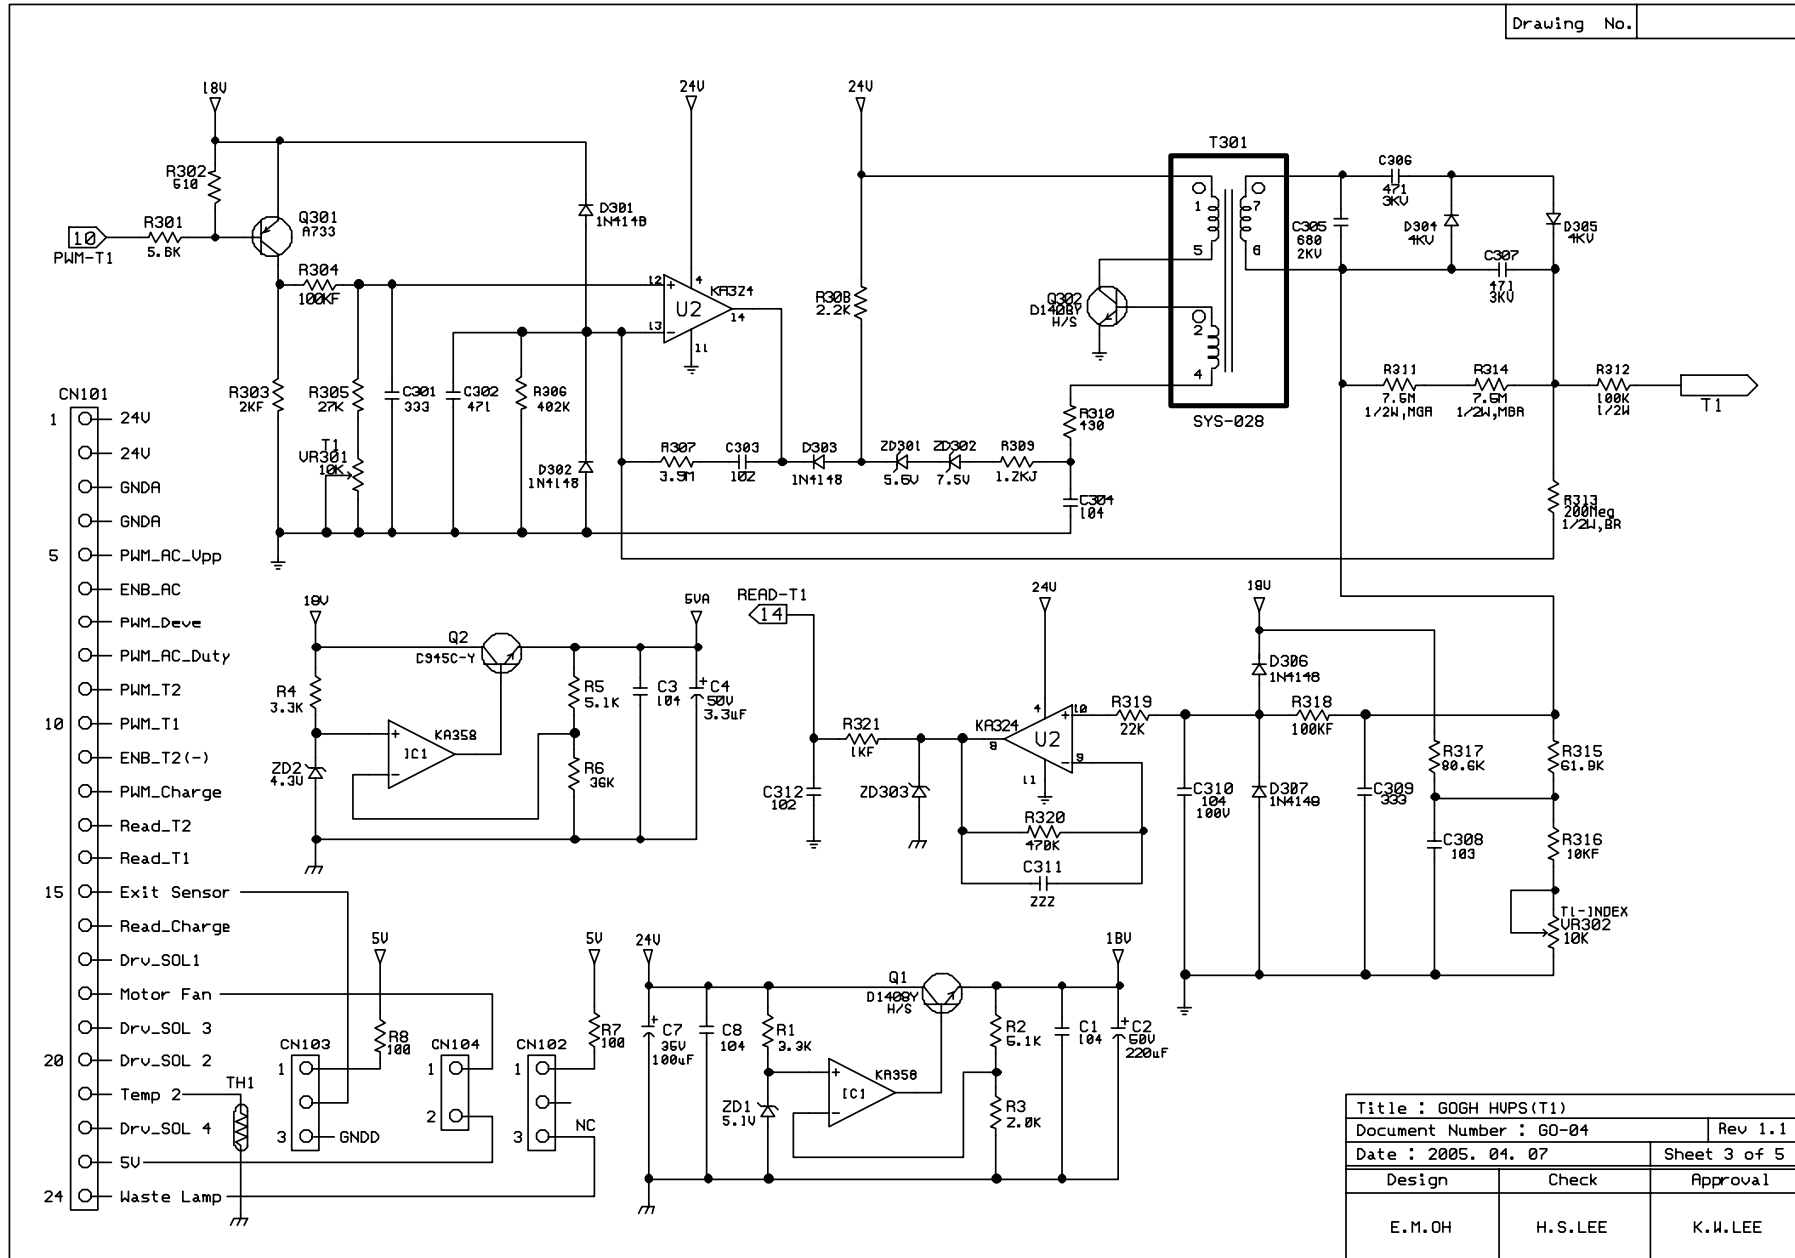 Drawing No.
18V
24V
24V
R302
510
R301
5.6K
10
PWM-T1
Q301
A733
R304
100KF
D301
1N4148
12
13
4
11
14
KA324
U2
R308
2.2K
T301
1
5
2
4
7
9
SYS-028
Q302
D1408Y
H/S
C306
471
3KV
C305
680
2KV
D304
4KV
D305
4KV
C307
471
3KV
R303
2KF
R305
27K
C301
333
C302
471
R306
402K
T1
VR301
10K
D302
1N4148
R307
C303
102
D303
1N4148
ZD301
5.6V
ZD302
7.5V
R309
1.2KJ
R310
430
C304
104
R311
7.5M
R314
7.5M
1/2W,MBR
R312
100K
1/2W
T1
R313
200Meg
1/2W,BR
CN101
1
24V
24V
GNDA
GNDA
5
PWM_AC_Vpp
ENB_AC
PWM_Deve
PWM_AC_Duty
PWM_T2
10
PWM_T1
ENB_T2(-)
PWM_Charge
Read_T2
Read_T1
15
Exit Sensor
Read_Charge
Drv_SOL1
Motor Fan
Drv_SOL 3
20
Drv_SOL 2
Temp 2
Drv_SOL 4
5V
24
Waste Lamp
TH1
18V
5VA
Q2
C945C-Y
R4
3.3K
ZD2
4.3V
KA358
IC1
R5
5.1K
R6
36K
C3
104
C4
50V
3.3uF
READ-T1
14
24V
18V
R321
1KF
C312
102
ZD303
KA324
U2
4
11
8
10
9
R319
22K
R320
470K
C311
222
D306
1N4148
R318
100KF
C310
104
100V
D307
1N4148
C309
333
R317
80.6K
R315
61.9K
C308
103
R316
10KF
T1-INDEX
VR302
10K
5V
R8
100
CN103
1
3
GNDD
CN104
1
2
CN102
1
3
NC
5V
R7
100
24V
18V
C7
35V
100uF
C8
104
R1
3.3K
Q1
D1408Y
H/S
ZD1
5.1V
KA358
IC1
R2
5.1K
R3
2.0K
C1
104
C2
50V
220uF
Title : GOGH HVPS(T1)
Document Number : GO-04
Rev 1.1
Date : 2005. 04. 07
Sheet 3 of 5
Design
Check
Approval
E.M.OH
H.S.LEE
K.W.LEE